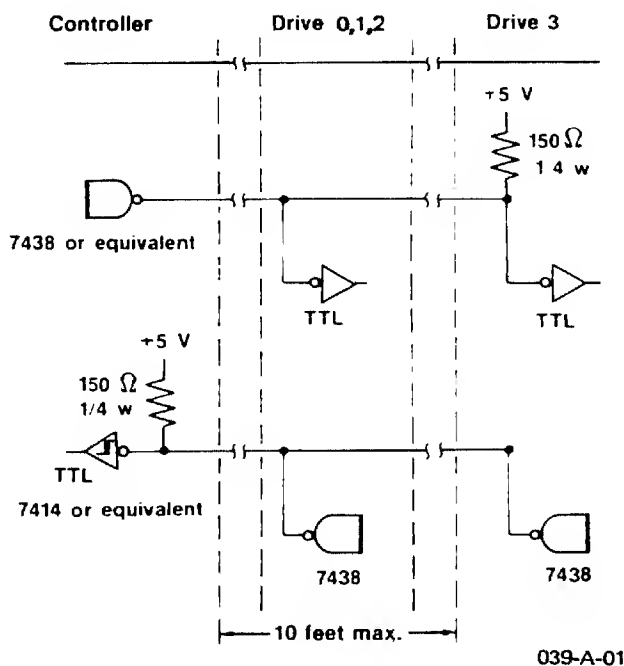 Controller
Drive 0,1,2
Drive 3
+5 V
150 Ω
1 4 w
7438 or equivalent
TTL
TTL
+5 V
150 Ω
1/4 w
TTL
7414 or equivalent
7438
7438
10 feet max.
039-A-01